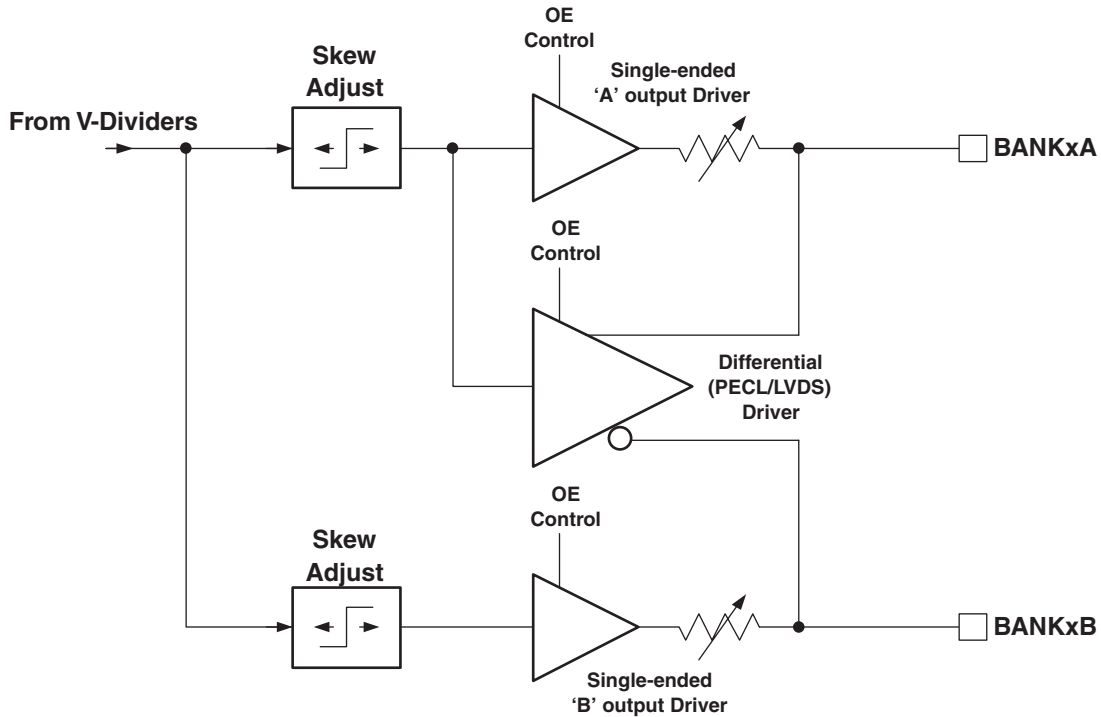 OE
Control
Skew
Adjust
Single-ended
‘A’ output Driver
From V-Dividers
BANKxA
OE
Control
Differential
(PECL/LVDS)
Driver
OE
Control
Skew
Adjust
BANKxB
Single-ended
‘B’ output Driver